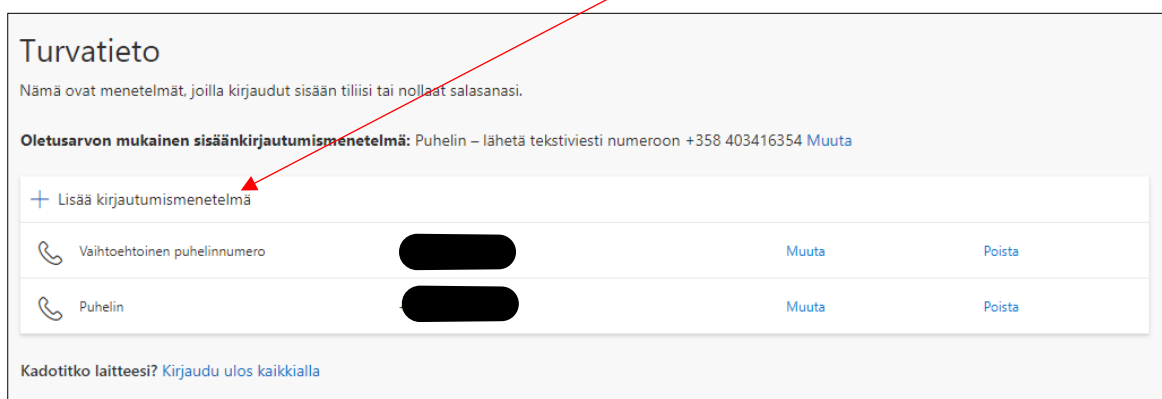 Turvatieto
Nämä ovat menetelmät, joilla kirjaudut sisään tiliisi tai nollaat salasanasi.
Oletusarvon mukainen sisäänkirjautumismenetelmä: Puhelin – lähetä tekstiviesti numeroon +358 403416354 Muuta
+ Lisää kirjautumismenetelmä
Vaihtoehtoinen puhelinnumero Muuta Poista
Puhelin Muuta Poista
Kadotitko laitteesi? Kirjaudu ulos kaikkialla